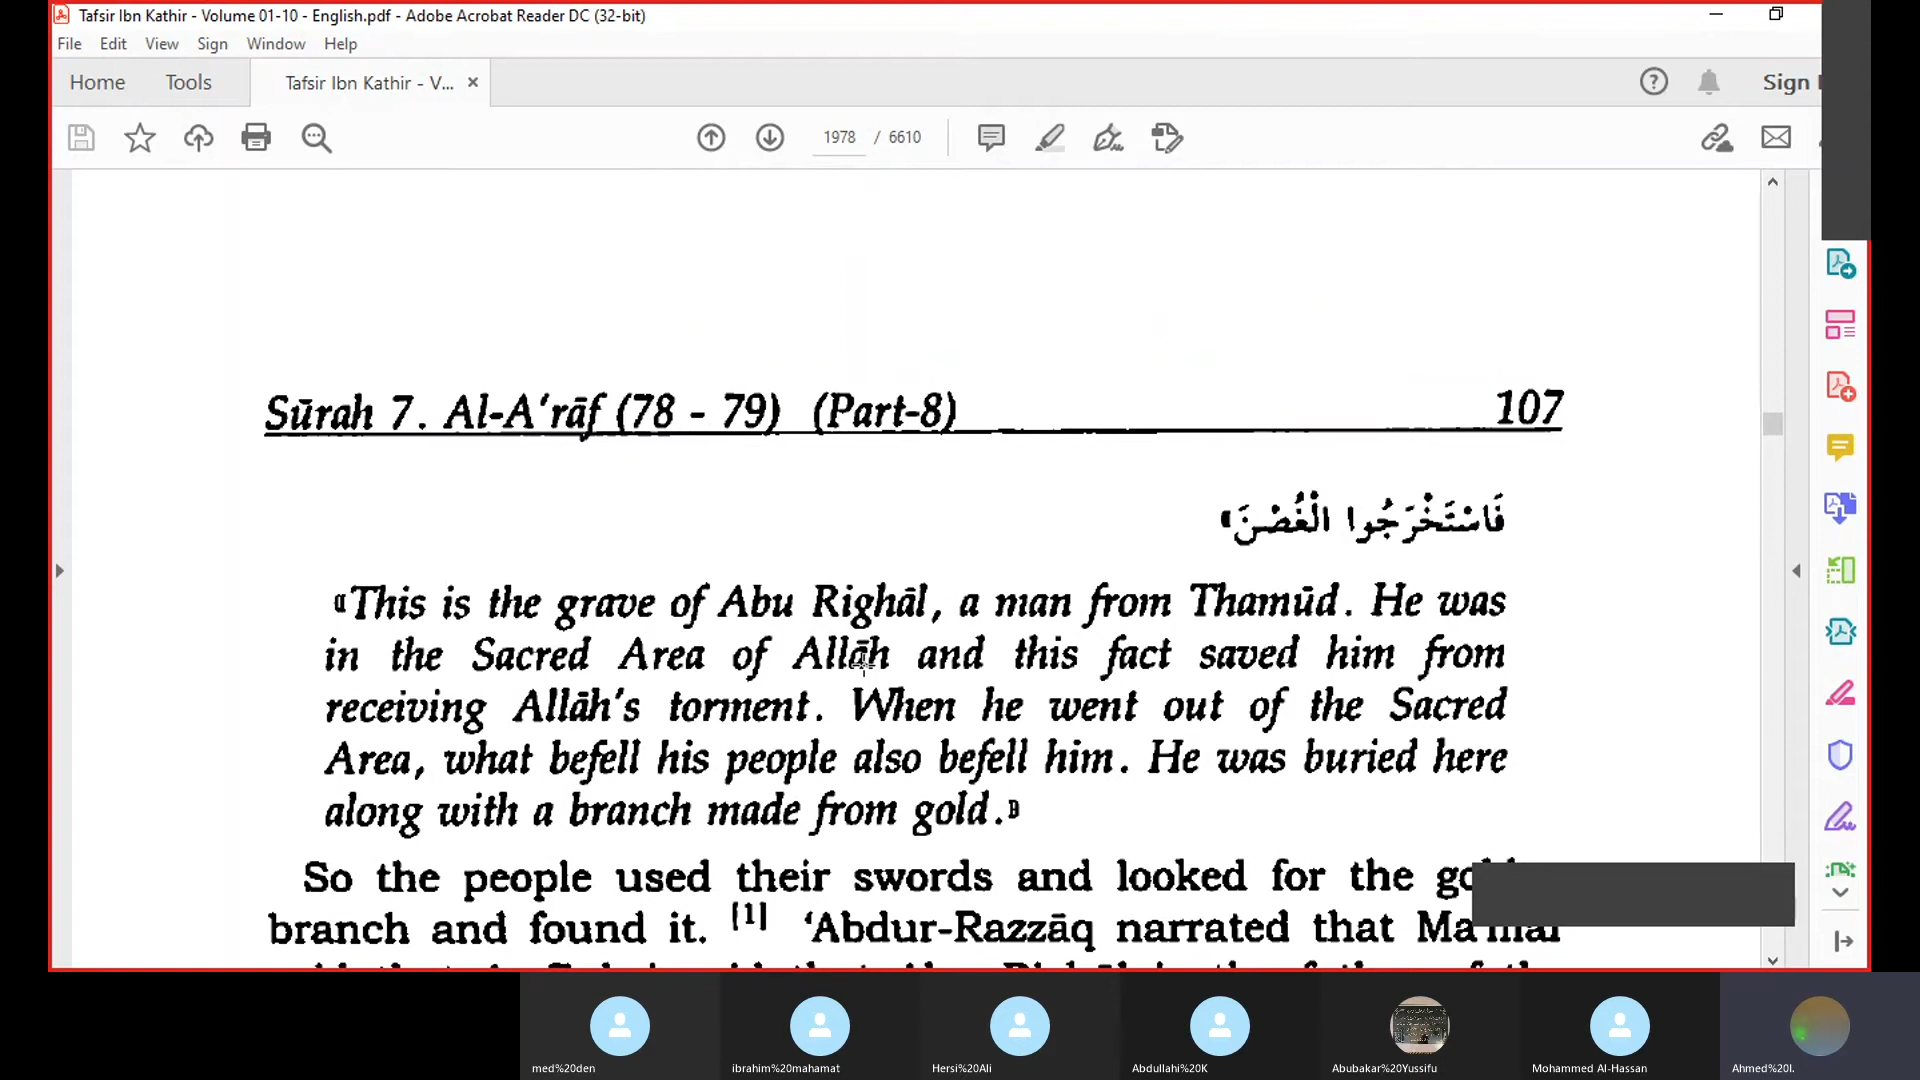 Tafsir Ibn Kathir - Volume 01-10 - English.pdf - Adobe Acrobat Reader DC (32-bit)
File Edit View Sign Window Help
Home Tools Tafsir Ibn Kathir - V... × Sign
1978 / 6610
Sūrah 7. Al-A'rāf (78 - 79) (Part-8) 107
فَاسْتَخْرَجُوا الْغُصْنَ»
«This is the grave of Abu Righāl, a man from Thamūd. He was
in the Sacred Area of Allāh and this fact saved him from
receiving Allāh's torment. When he went out of the Sacred
Area, what befell his people also befell him. He was buried here
along with a branch made from gold.»
So the people used their swords and looked for the
branch and found it. [1] 'Abdur-Razzāq narrated that
med%20den
ibrahim%20mahamat
Hersi%20Ali
Abdullahi%20K
Abubakar%20Yussifu
Mohammed Al-Hassan
Ahmed%20I.